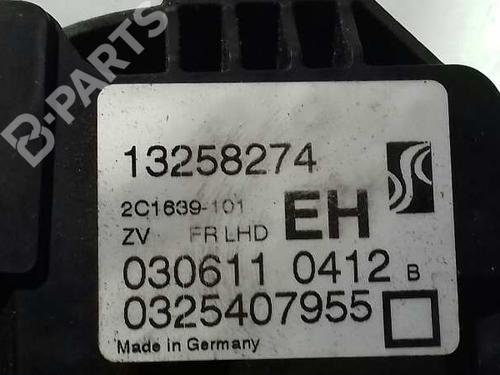 B-PARTS
13258274
2C1639-101
ZV FR LHD EH
030611 0412 B
0325407955
Made in Germany